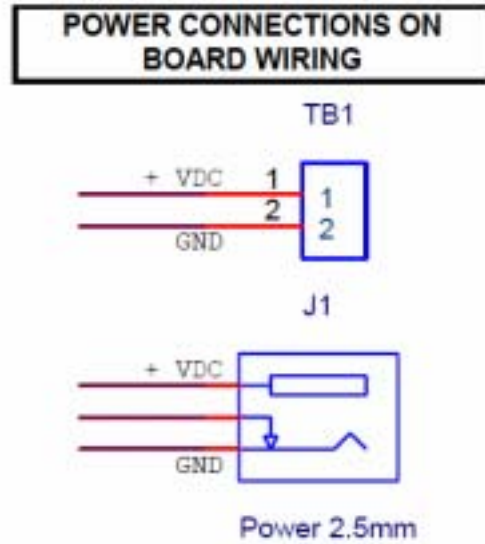 POWER CONNECTIONS ON
BOARD WIRING
TB1
+ VDC 1 1
2 2
GND
J1
+ VDC
GND
Power 2.5mm